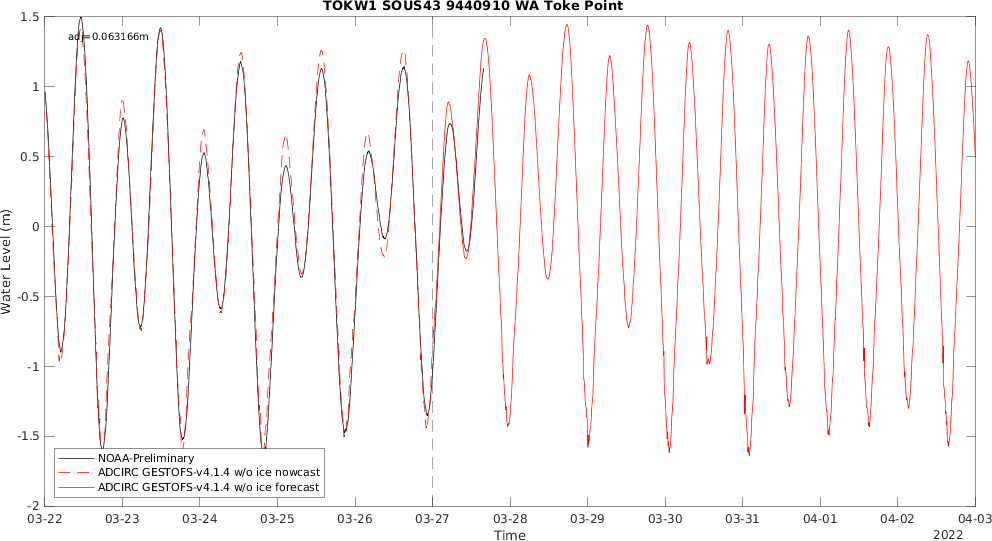 TOKW1 SOUS43 9440910 WA Toke Point
adj=0.063166m
1.5
1
0.5
0
-0.5
-1
-1.5
-2
Water Level (m)
NOAA-Preliminary
ADCIRC GESTOFS-v4.1.4 w/o ice nowcast
ADCIRC GESTOFS-v4.1.4 w/o ice forecast
03-22 03-23 03-24 03-25 03-26 03-27 03-28 03-29 03-30 03-31 04-01 04-02 04-03
Time
2022